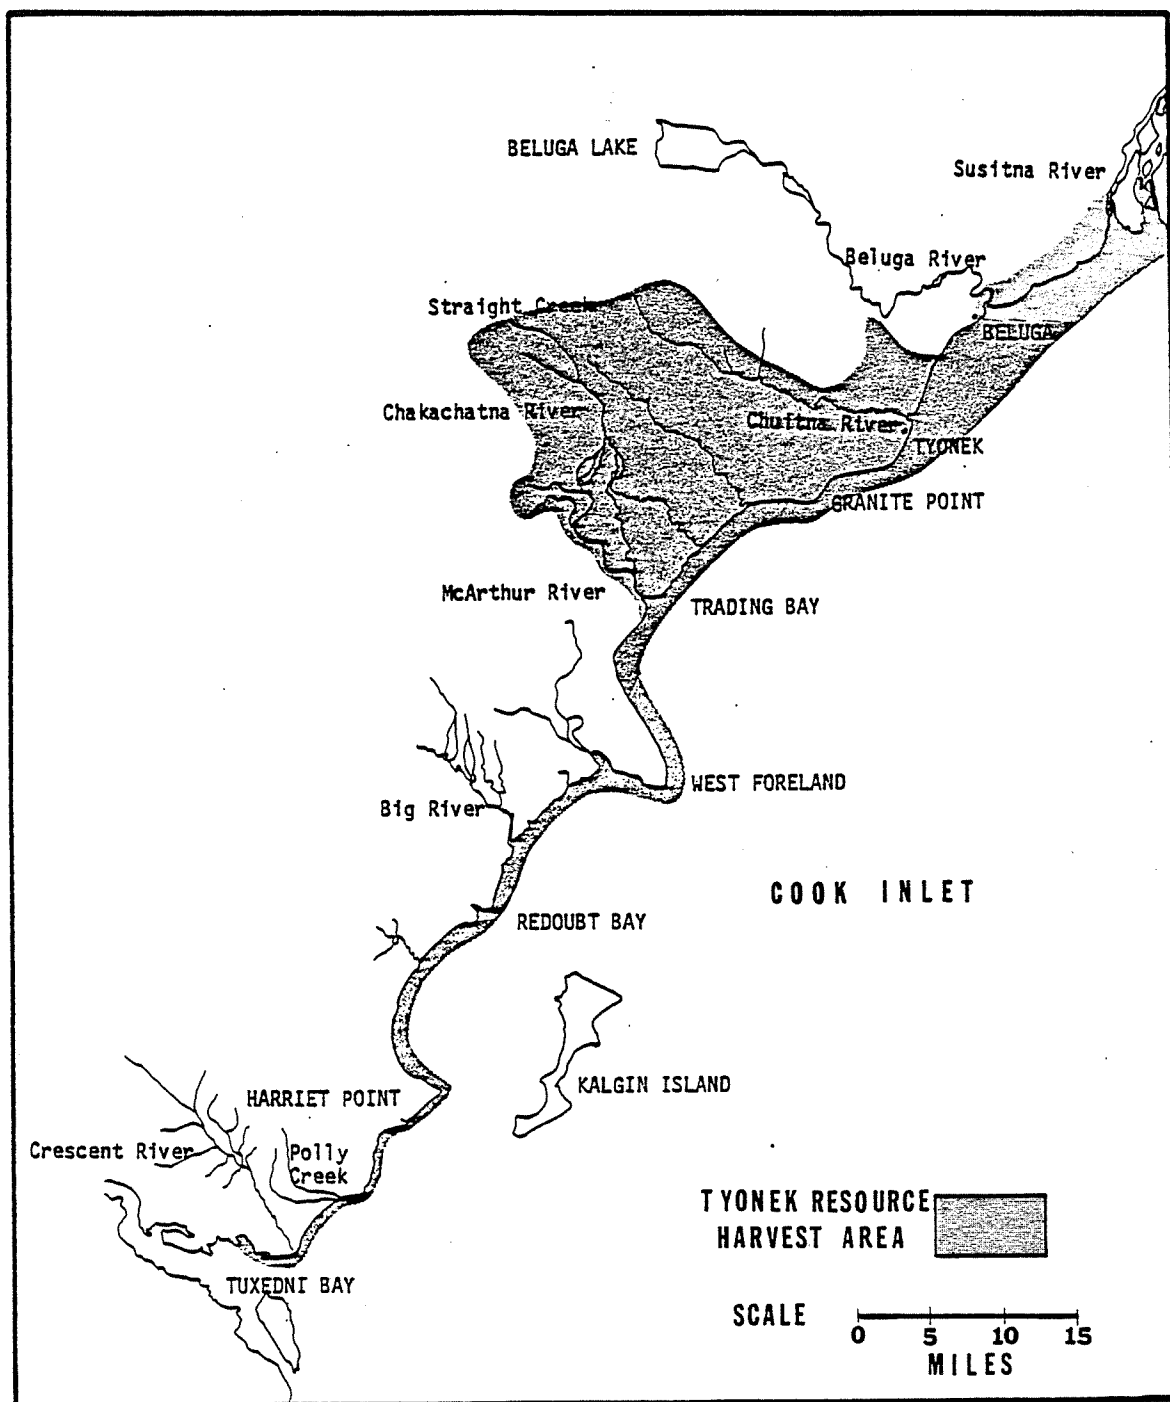 BELUGA LAKE
Susitna River
Beluga River
Straight Creek
BELUGA
Chakachatna River
Chuitna River
TYONEK
GRANITE POINT
McArthur River
TRADING BAY
WEST FORELAND
Big River
COOK INLET
REDOUBT BAY
KALGIN ISLAND
HARRIET POINT
Crescent River
Polly
Creek
TYONEK RESOURCE
HARVEST AREA
TUXEDNI BAY
SCALE
0 5 10 15
MILES